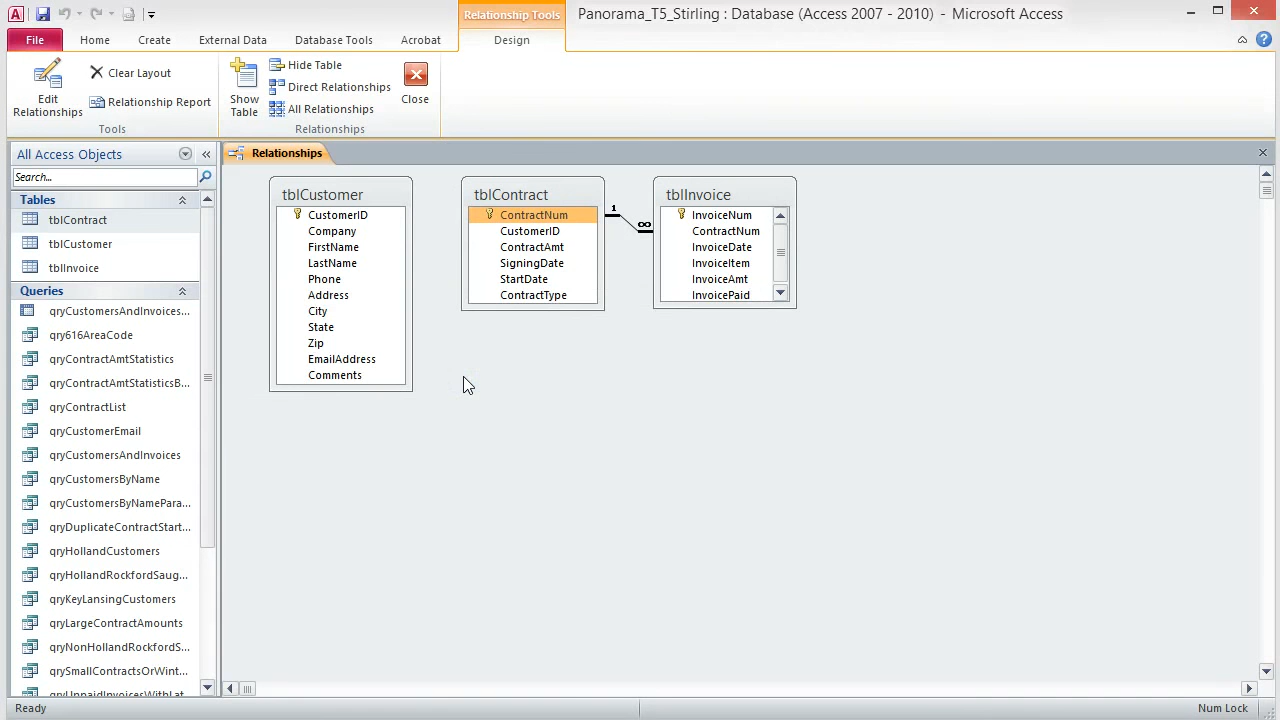 Relationship Tools
Panorama_T5_Stirling : Database (Access 2007 - 2010) - Microsoft Access
File Home Create External Data Database Tools Acrobat Design
Edit Relationships
Clear Layout
Relationship Report
Tools
Show Table
Hide Table
Direct Relationships
All Relationships
Relationships
Close
All Access Objects
Search...
Tables
tblContract
tblCustomer
tblInvoice
Queries
qryCustomersAndInvoices...
qry616AreaCode
qryContractAmtStatistics
qryContractAmtStatisticsB...
qryContractList
qryCustomerEmail
qryCustomersAndInvoices
qryCustomersByName
qryCustomersByNamePara...
qryDuplicateContractStart...
qryHollandCustomers
qryHollandRockfordSaug...
qryKeyLansingCustomers
qryLargeContractAmounts
qryNonHollandRockfordS...
qrySmallContractsOrWint...
qryUnpaidInvoicesWithLat...
Relationships
tblCustomer
CustomerID
Company
FirstName
LastName
Phone
Address
City
State
Zip
EmailAddress
Comments
tblContract
ContractNum
CustomerID
ContractAmt
SigningDate
StartDate
ContractType
1
∞
tblInvoice
InvoiceNum
ContractNum
InvoiceDate
InvoiceItem
InvoiceAmt
InvoicePaid
Ready
Num Lock